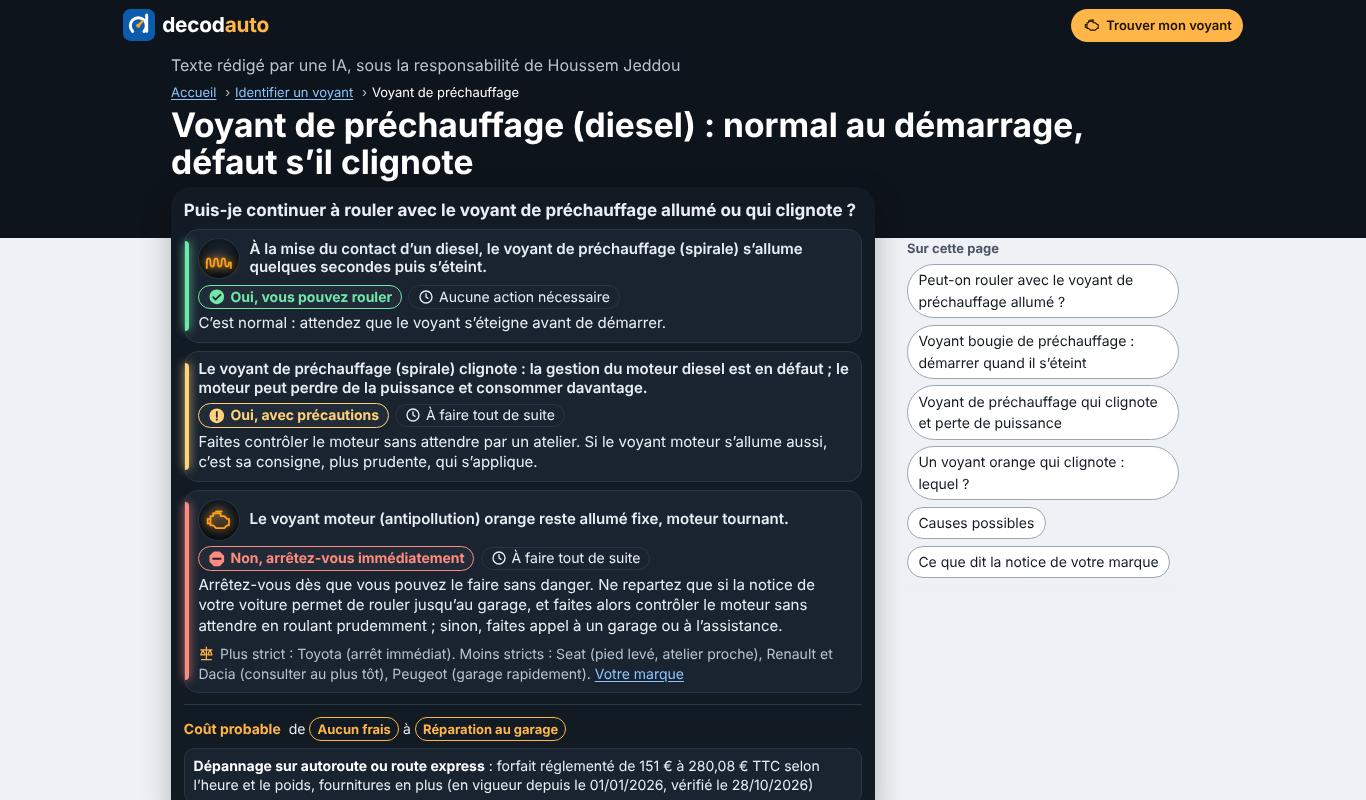 decodauto
Trouver mon voyant
Texte rédigé par une IA, sous la responsabilité de Houssem Jeddou
Accueil › Identifier un voyant › Voyant de préchauffage
Voyant de préchauffage (diesel) : normal au démarrage,
défaut s’il clignote
Puis-je continuer à rouler avec le voyant de préchauffage allumé ou qui clignote ?
À la mise du contact d’un diesel, le voyant de préchauffage (spirale) s’allume
quelques secondes puis s’éteint.
Oui, vous pouvez rouler
Aucune action nécessaire
C’est normal : attendez que le voyant s’éteigne avant de démarrer.
Le voyant de préchauffage (spirale) clignote : la gestion du moteur diesel est en défaut ; le
moteur peut perdre de la puissance et consommer davantage.
Oui, avec précautions
À faire tout de suite
Faites contrôler le moteur sans attendre par un atelier. Si le voyant moteur s’allume aussi,
c’est sa consigne, plus prudente, qui s’applique.
Le voyant moteur (antipollution) orange reste allumé fixe, moteur tournant.
Non, arrêtez-vous immédiatement
À faire tout de suite
Arrêtez-vous dès que vous pouvez le faire sans danger. Ne repartez que si la notice de
votre voiture permet de rouler jusqu’au garage, et faites alors contrôler le moteur sans
attendre en roulant prudemment ; sinon, faites appel à un garage ou à l’assistance.
Plus strict : Toyota (arrêt immédiat). Moins stricts : Seat (pied levé, atelier proche), Renault et
Dacia (consulter au plus tôt), Peugeot (garage rapidement). Votre marque
Coût probable de Aucun frais à Réparation au garage
Dépannage sur autoroute ou route express : forfait réglementé de 151 € à 280,08 € TTC selon
l’heure et le poids, fournitures en plus (en vigueur depuis le 01/01/2026, vérifié le 28/10/2026)
Sur cette page
Peut-on rouler avec le voyant de
préchauffage allumé ?
Voyant bougie de préchauffage :
démarrer quand il s’éteint
Voyant de préchauffage qui clignote
et perte de puissance
Un voyant orange qui clignote :
lequel ?
Causes possibles
Ce que dit la notice de votre marque